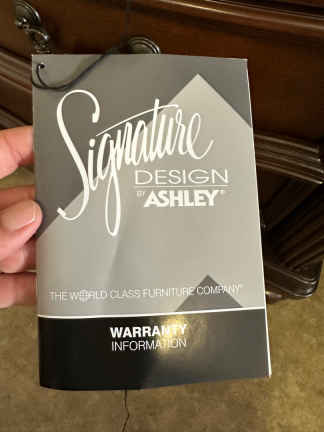 Signature
DESIGN
BY ASHLEY®
THE WORLD CLASS FURNITURE COMPANY®
WARRANTY
INFORMATION